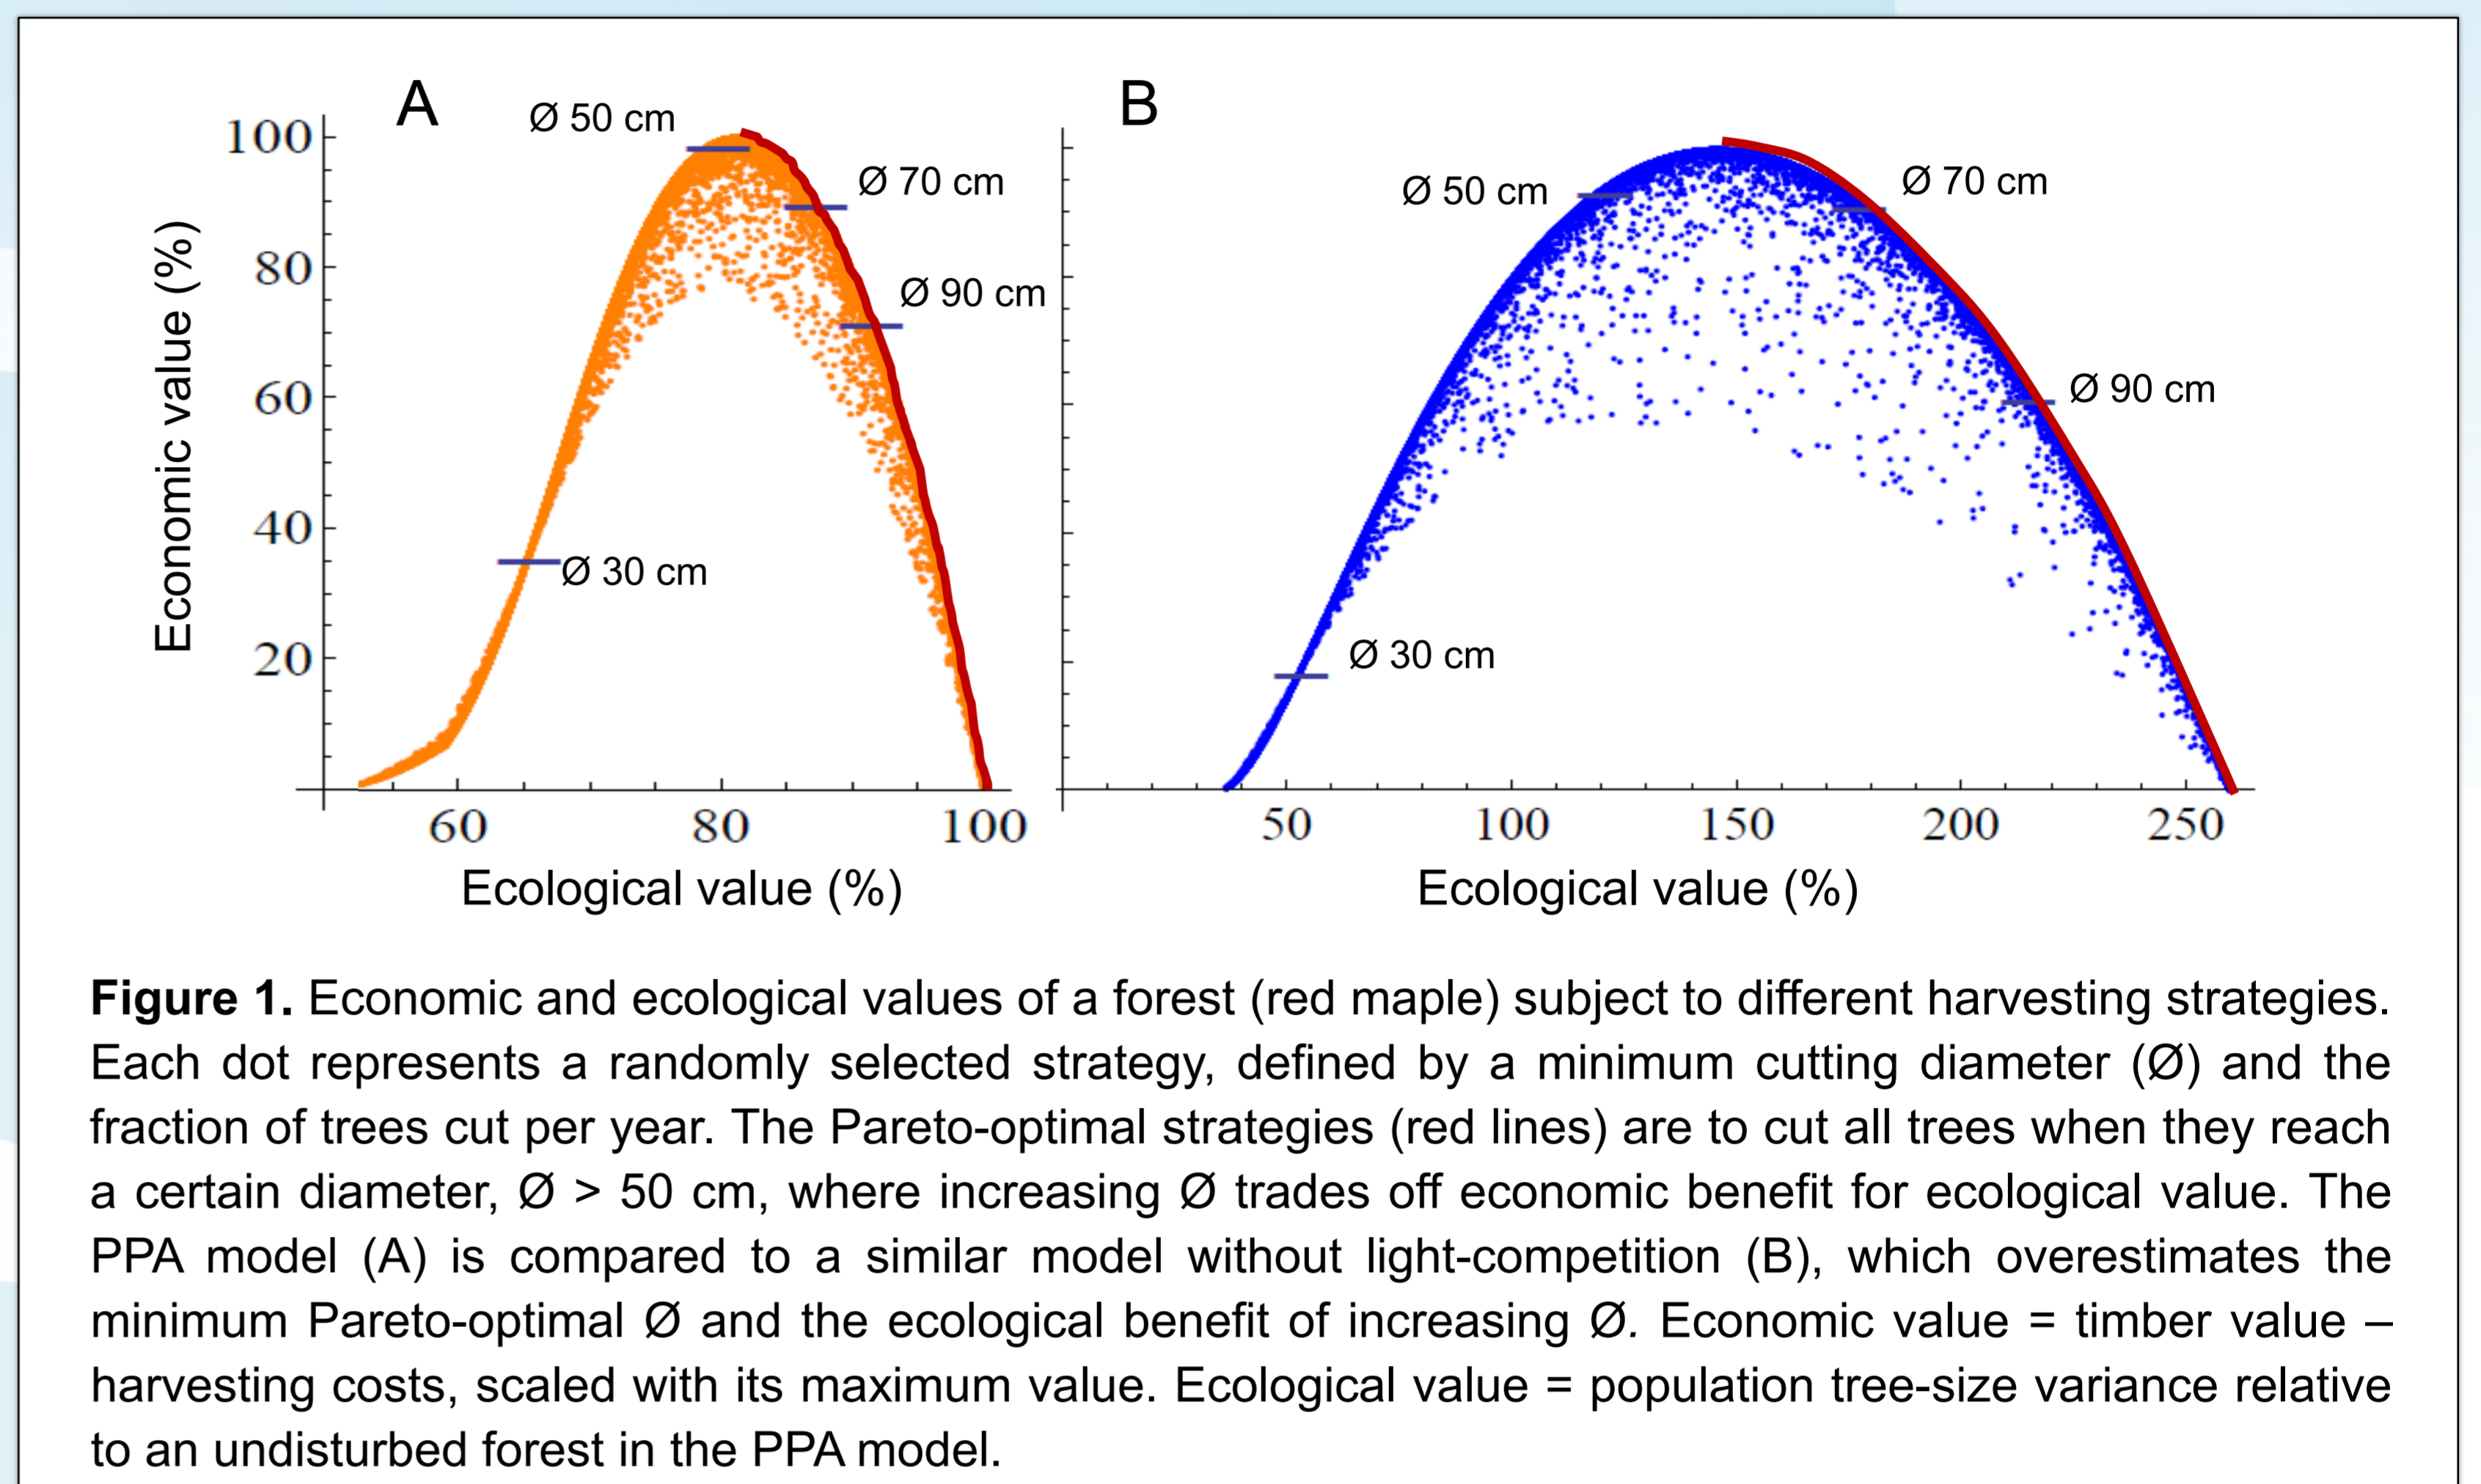 A
B
Ø 50 cm
Ø 70 cm
Ø 90 cm
Ø 30 cm
Ø 50 cm
Ø 70 cm
Ø 90 cm
Ø 30 cm
100
80
60
40
20
Economic value (%)
60 80 100
50 100 150 200 250
Ecological value (%)
Ecological value (%)
Figure 1. Economic and ecological values of a forest (red maple) subject to different harvesting strategies.
Each dot represents a randomly selected strategy, defined by a minimum cutting diameter (Ø) and the
fraction of trees cut per year. The Pareto-optimal strategies (red lines) are to cut all trees when they reach
a certain diameter, Ø > 50 cm, where increasing Ø trades off economic benefit for ecological value. The
PPA model (A) is compared to a similar model without light-competition (B), which overestimates the
minimum Pareto-optimal Ø and the ecological benefit of increasing Ø. Economic value = timber value –
harvesting costs, scaled with its maximum value. Ecological value = population tree-size variance relative
to an undisturbed forest in the PPA model.